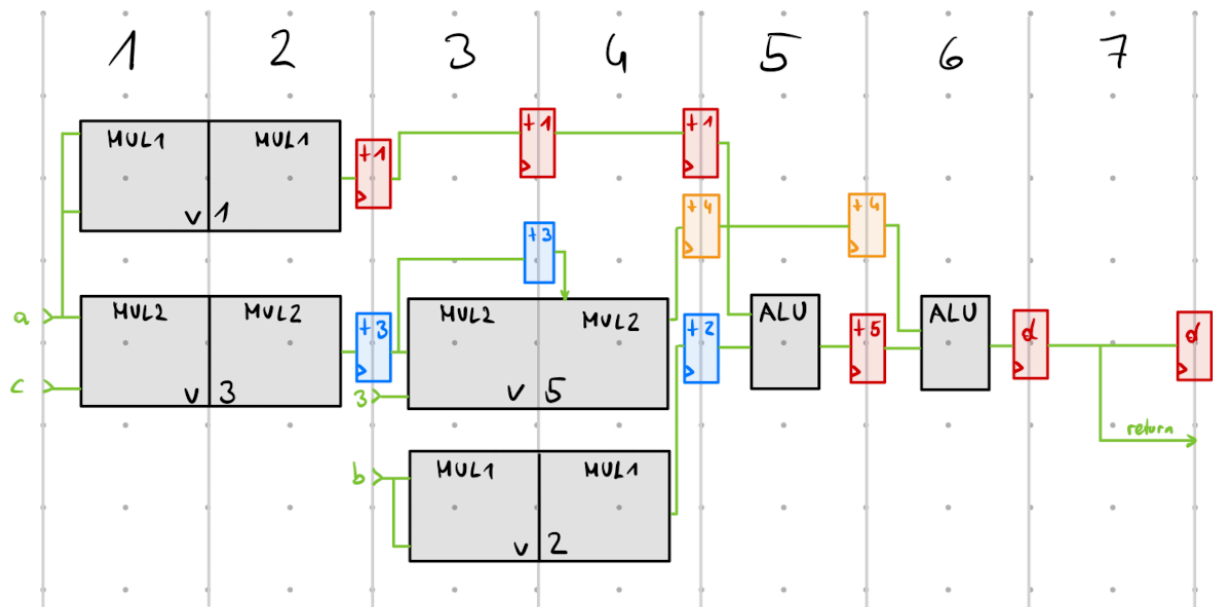 1 2 3 4 5 6 7
MUL1 MUL1 t1 t1 t1
v 1
t4 t4
t3
a MUL2 MUL2 t3 MUL2 MUL2 t2 ALU t5 ALU d d
c v 3 3 v 5
return
b MUL1 MUL1
v 2